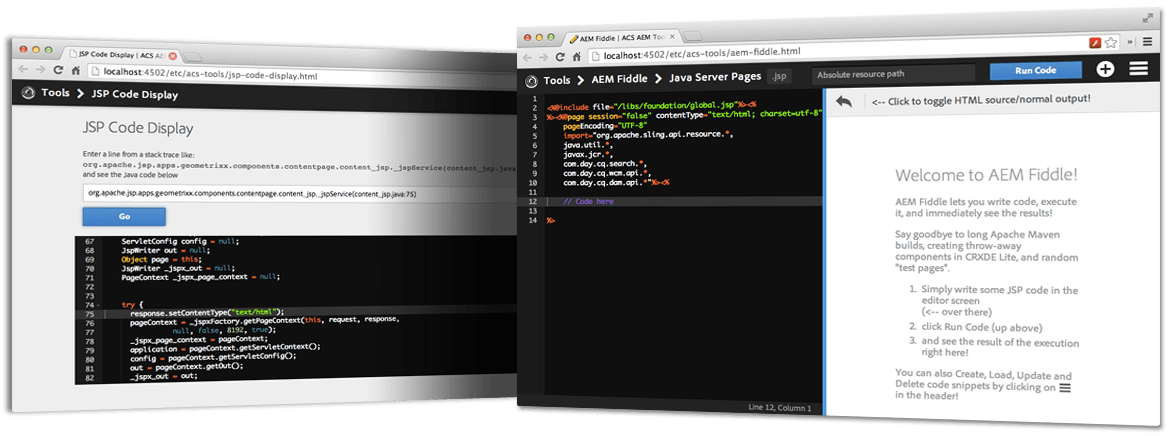 JSP Code Display | ACS AEM
localhost:4502/etc/acs-tools/jsp-code-display.html
Tools > JSP Code Display
JSP Code Display
Enter a line from a stack trace like:
org.apache.jsp.apps.geometrixx.components.contentpage.content_jsp._jspService(content_jsp.java
and see the Java code below
org.apache.jsp.apps.geometrixx.components.contentpage.content_jsp._jspService(content_jsp.java:75)
Go
67 ServletConfig config = null;
68 JspWriter out = null;
69 Object page = this;
70 JspWriter _jspx_out = null;
71 PageContext _jspx_page_context = null;
72
73
74 try {
75 response.setContentType("text/html");
76 pageContext = _jspxFactory.getPageContext(this, request, response,
77 null, false, 8192, true);
78 _jspx_page_context = pageContext;
79 application = pageContext.getServletContext();
80 config = pageContext.getServletConfig();
81 out = pageContext.getOut();
82 _jspx_out = out;
AEM Fiddle | ACS AEM Too
localhost:4502/etc/acs-tools/aem-fiddle.html
Tools > AEM Fiddle > Java Server Pages .jsp
Absolute resource path
Run Code
1
2 <%@include file="/libs/foundation/global.jsp"%><%
3 %><%@page session="false" contentType="text/html; charset=utf-8"
4 pageEncoding="UTF-8"
5 import="org.apache.sling.api.resource.*,
6 java.util.*,
7 javax.jcr.*,
8 com.day.cq.search.*,
9 com.day.cq.wcm.api.*,
10 com.day.cq.dam.api.*"%><%
11
12 // Code here
13
14 %>
Line 12, Column 1
<-- Click to toggle HTML source/normal output!
Welcome to AEM Fiddle!
AEM Fiddle lets you write code, execute
it, and immediately see the results!
Say goodbye to long Apache Maven
builds, creating throw-away
components in CRXDE Lite, and random
"test pages".
1. Simply write some JSP code in the
editor screen
(<-- over there)
2. click Run Code (up above)
3. and see the result of the execution
right here!
You can also Create, Load, Update and
Delete code snippets by clicking on
in the header!